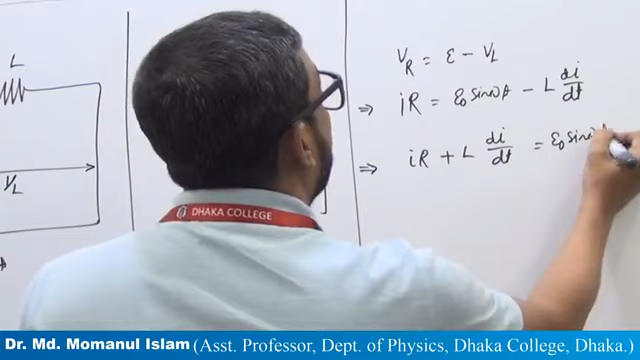 L
V_R = ε - V_L
⇒ iR = ε₀ sinωt - L di/dt
⇒ iR + L di/dt = ε₀ sinω
V_L
DHAKA COLLEGE
Dr. Md. Momanul Islam (Asst. Professor, Dept. of Physics, Dhaka College, Dhaka.)